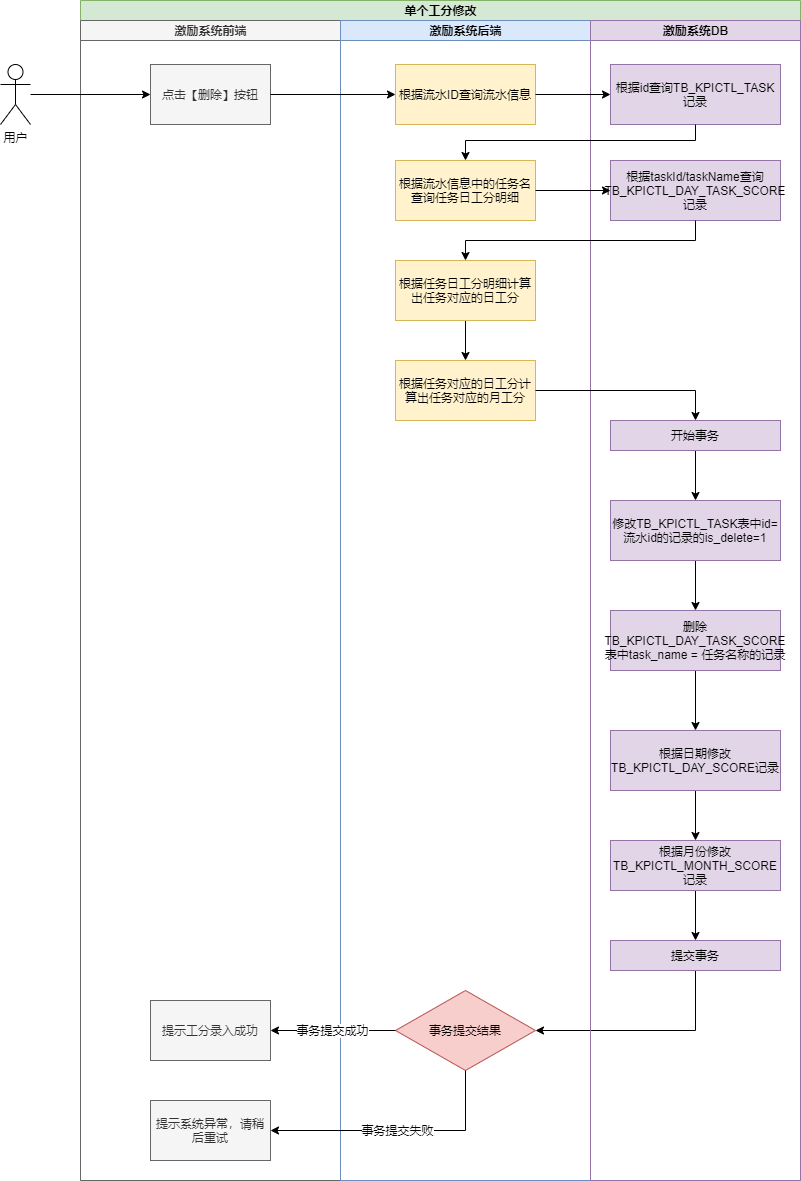 单个工分修改
激励系统前端
激励系统后端
激励系统DB
用户
点击【删除】按钮
根据流水ID查询流水信息
根据id查询TB_KPICTL_TASK
记录
根据流水信息中的任务名
查询任务日工分明细
根据taskId/taskName查询
TB_KPICTL_DAY_TASK_SCORE
记录
根据任务日工分明细计算
出任务对应的日工分
根据任务对应的日工分计
算出任务对应的月工分
开始事务
修改TB_KPICTL_TASK表中id=
流水id的记录的is_delete=1
删除
TB_KPICTL_DAY_TASK_SCORE
表中task_name = 任务名称的记录
根据日期修改
TB_KPICTL_DAY_SCORE记录
根据月份修改
TB_KPICTL_MONTH_SCORE
记录
提交事务
事务提交结果
事务提交成功
提示工分录入成功
事务提交失败
提示系统异常，请稍
后重试